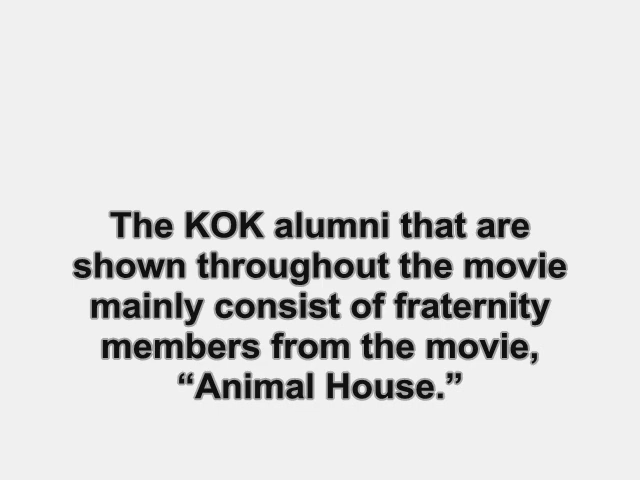 The KOK alumni that are
shown throughout the movie
mainly consist of fraternity
members from the movie,
“Animal House.”